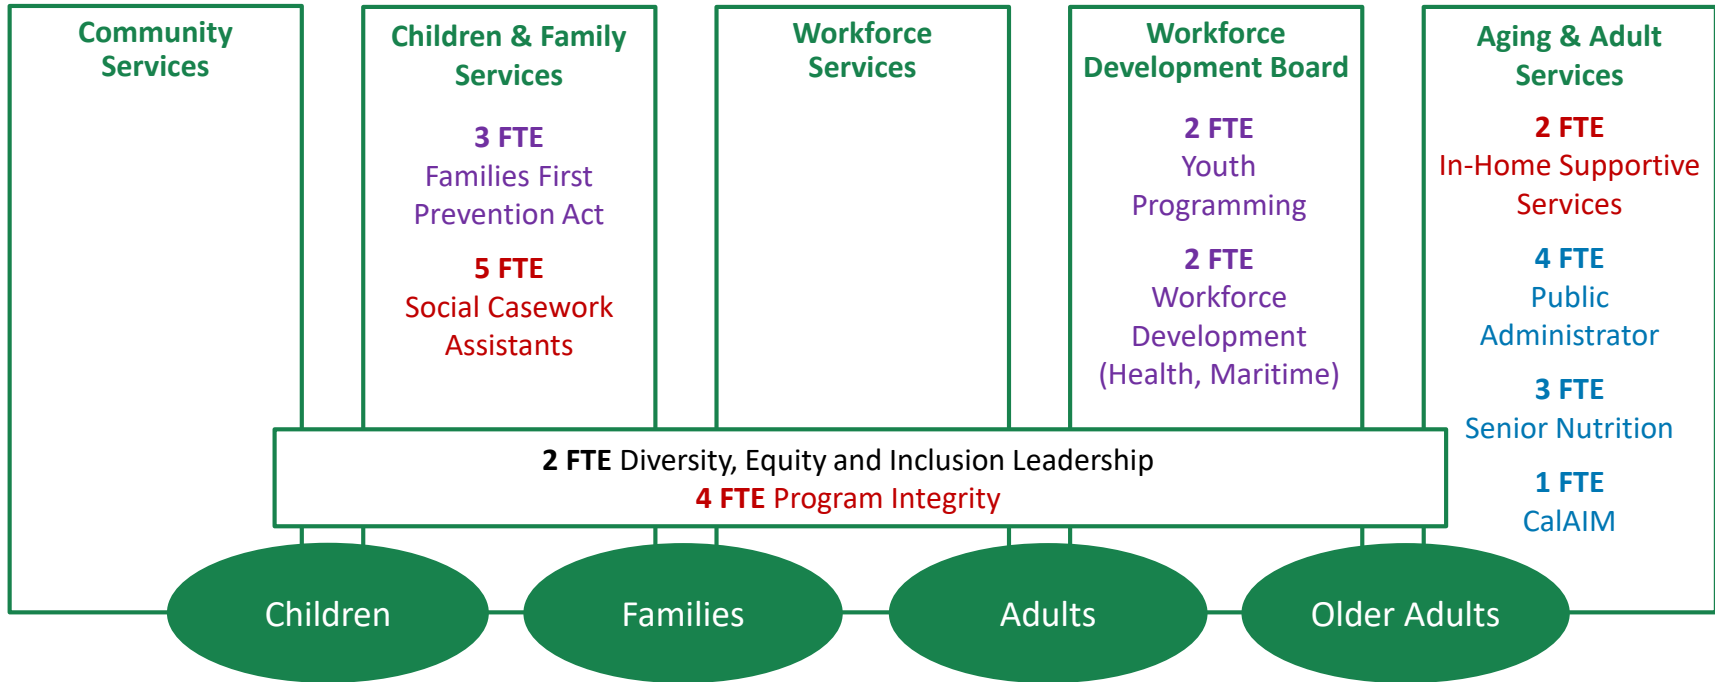 Community
Services
Children & Family
Services
3 FTE
Families First
Prevention Act
5 FTE
Social Casework
Assistants
Workforce
Services
Workforce
Development Board
2 FTE
Youth
Programming
2 FTE
Workforce
Development
(Health, Maritime)
Aging & Adult
Services
2 FTE
In-Home Supportive
Services
4 FTE
Public
Administrator
3 FTE
Senior Nutrition
1 FTE
CalAIM
2 FTE Diversity, Equity and Inclusion Leadership
4 FTE Program Integrity
Children
Families
Adults
Older Adults